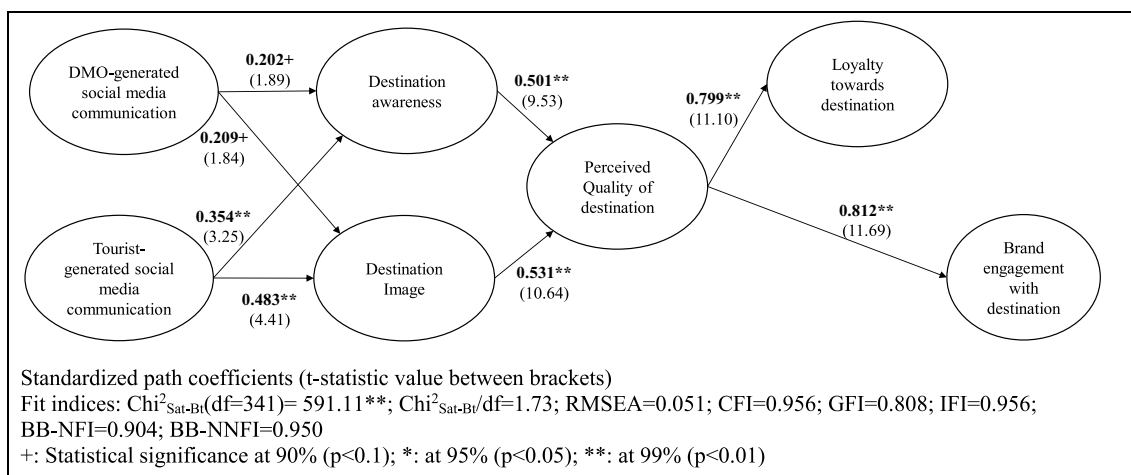 DMO-generated
social media
communication
0.202+
(1.89)
0.209+
(1.84)
Destination
awareness
0.501**
(9.53)
Loyalty
towards
destination
0.799**
(11.10)
Perceived
Quality of
destination
0.354**
(3.25)
Tourist-
generated social
media
communication
0.483**
(4.41)
Destination
Image
0.531**
(10.64)
0.812**
(11.69)
Brand
engagement
with
destination
Standardized path coefficients (t-statistic value between brackets)
Fit indices: Chi²Sat-Bt(df=341)= 591.11**; Chi²Sat-Bt/df=1.73; RMSEA=0.051; CFI=0.956; GFI=0.808; IFI=0.956;
BB-NFI=0.904; BB-NNFI=0.950
+: Statistical significance at 90% (p<0.1); *: at 95% (p<0.05); **: at 99% (p<0.01)